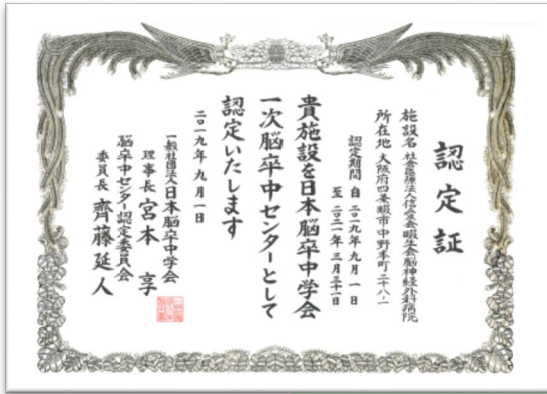 認定証
施設名 社会医療法人信愛会畷生会脳神経外科病院
所在地 大阪府四条畷市中野本町二十八-一
認定期間 自 二〇一九年 九月 一日
至 二〇二一年 三月三十一日
貴施設を日本脳卒中学会
一次脳卒中センターとして
認定いたします
二〇一九年 九月一日
一般社団法人日本脳卒中学会
理事長 宮本 享
脳卒中センター認定委員会
委員長 齊藤延人